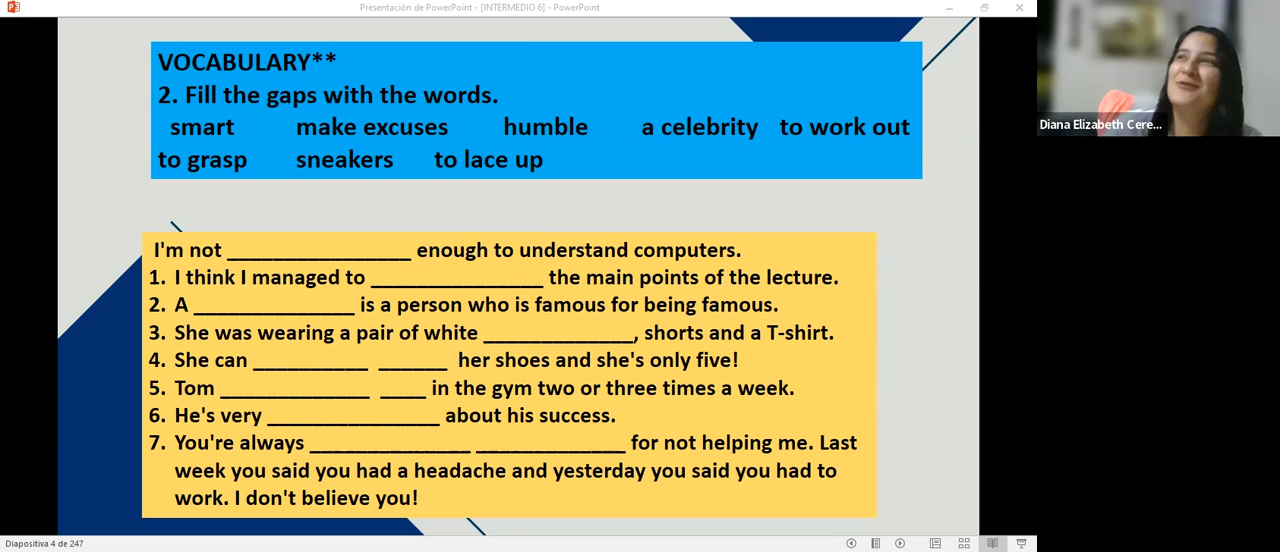 Presentación de PowerPoint - [INTERMEDIO 6] - PowerPoint
VOCABULARY**
2. Fill the gaps with the words.
smart make excuses humble a celebrity to work out
to grasp sneakers to lace up
I'm not ________________ enough to understand computers.
1. I think I managed to _______________ the main points of the lecture.
2. A ______________ is a person who is famous for being famous.
3. She was wearing a pair of white _____________, shorts and a T-shirt.
4. She can __________ ______ her shoes and she's only five!
5. Tom _____________ ____ in the gym two or three times a week.
6. He's very _______________ about his success.
7. You're always ______________ _____________ for not helping me. Last
week you said you had a headache and yesterday you said you had to
work. I don't believe you!
Diana Elizabeth Cere...
Diapositiva 4 de 247